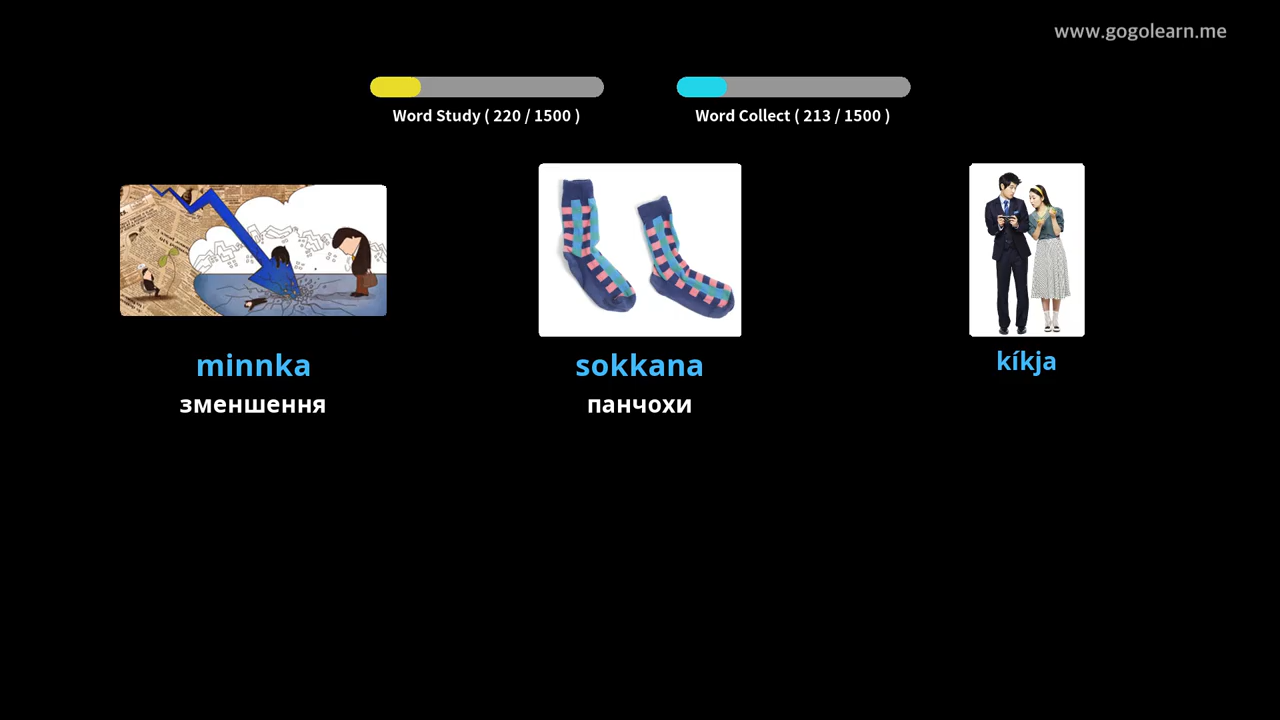 www.gogolearn.me
Word Study ( 220 / 1500 )
Word Collect ( 213 / 1500 )
minnka
зменшення
sokkana
панчохи
kíkja